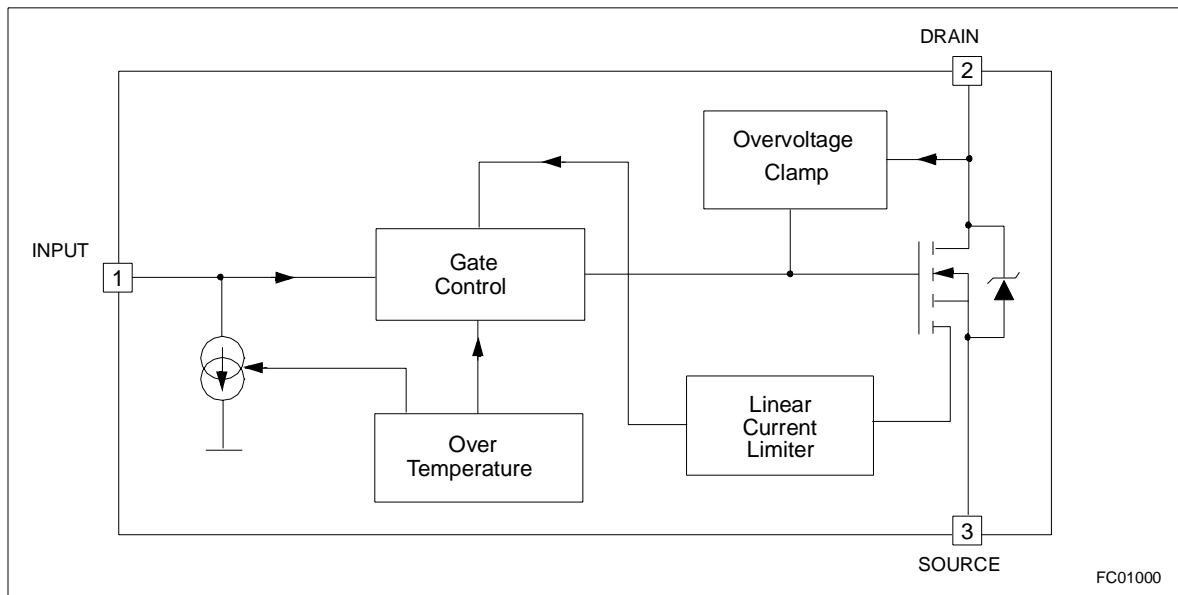 DRAIN
2
Overvoltage
Clamp
INPUT
1
Gate
Control
Linear
Current
Limiter
Over
Temperature
3
SOURCE
FC01000